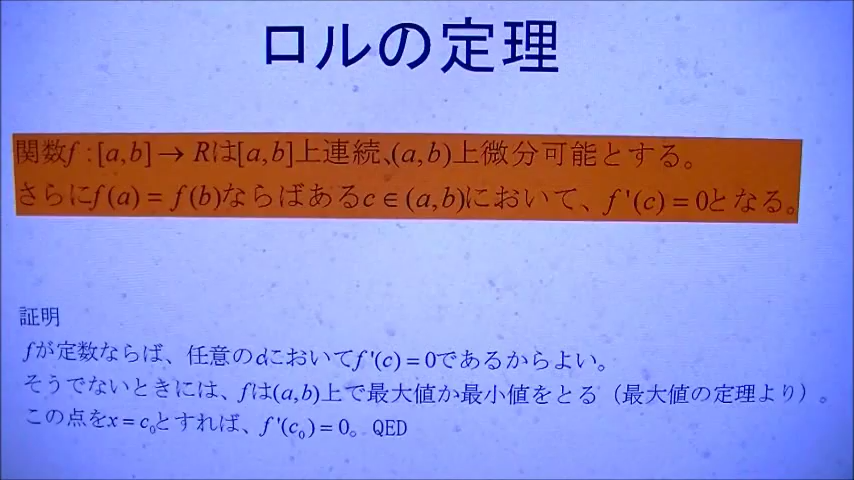 ロルの定理
関数f:[a,b]→Rは[a,b]上連続、(a,b)上微分可能とする。
さらにf(a)=f(b)ならばあるc∈(a,b)において、f'(c)=0となる。
証明
fが定数ならば、任意のcにおいてf'(c)=0であるからよい。
そうでないときには、fは(a,b)上で最大値か最小値をとる（最大値の定理より）。
この点をx=c₀とすれば、f'(c₀)=0。QED